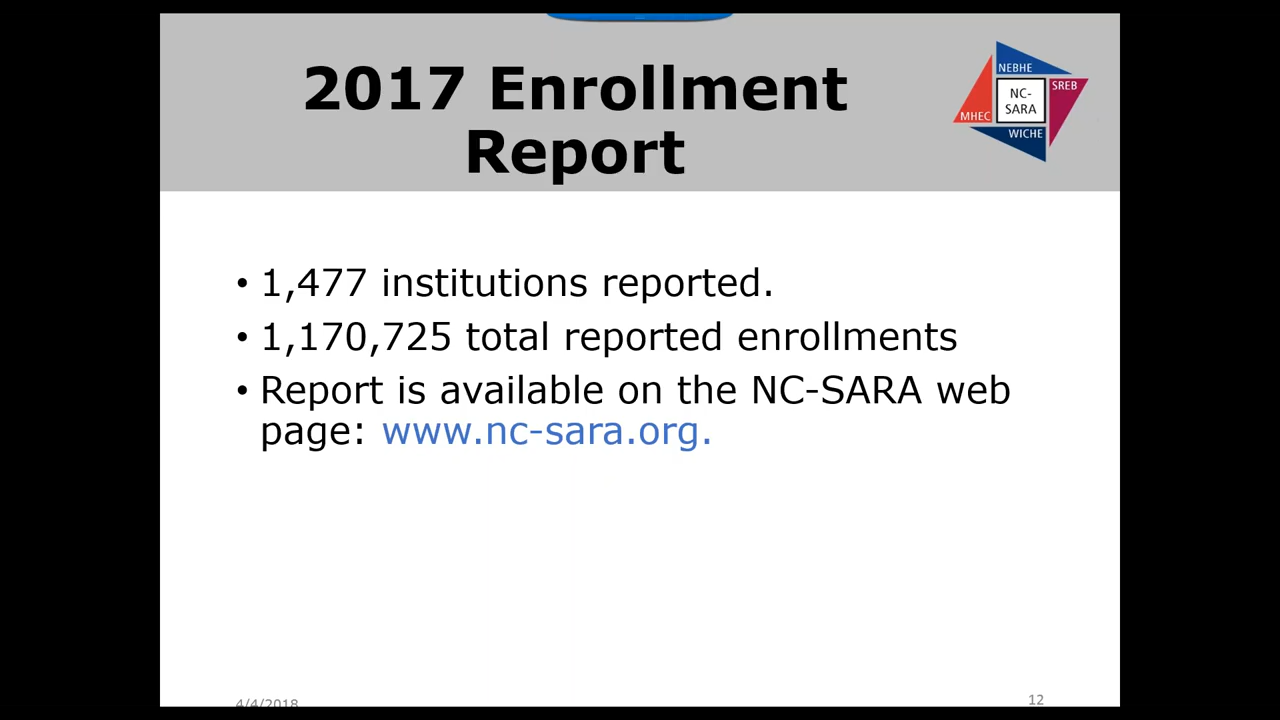 2017 Enrollment
Report
NEBHE
SREB
NC-
SARA
MHEC
WICHE
• 1,477 institutions reported.
• 1,170,725 total reported enrollments
• Report is available on the NC-SARA web
page: www.nc-sara.org.
4/4/2018
12